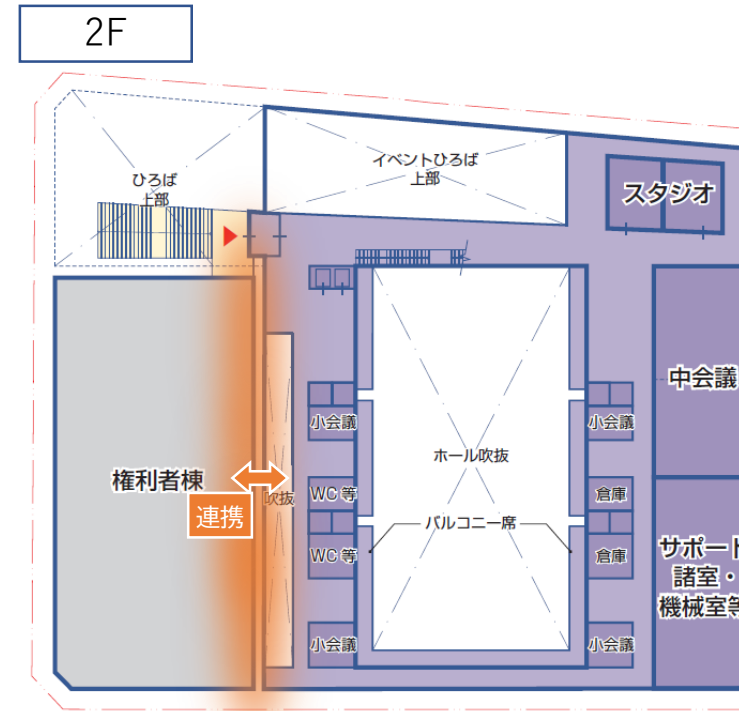 2F
ひろば
上部
イベントひろば
上部
スタジオ
中会議
小会議
小会議
ホール吹抜
権利者棟
連携
吹抜
WC 等
倉庫
バルコニー席
WC 等
倉庫
サポート
諸室・
機械室等
小会議
小会議